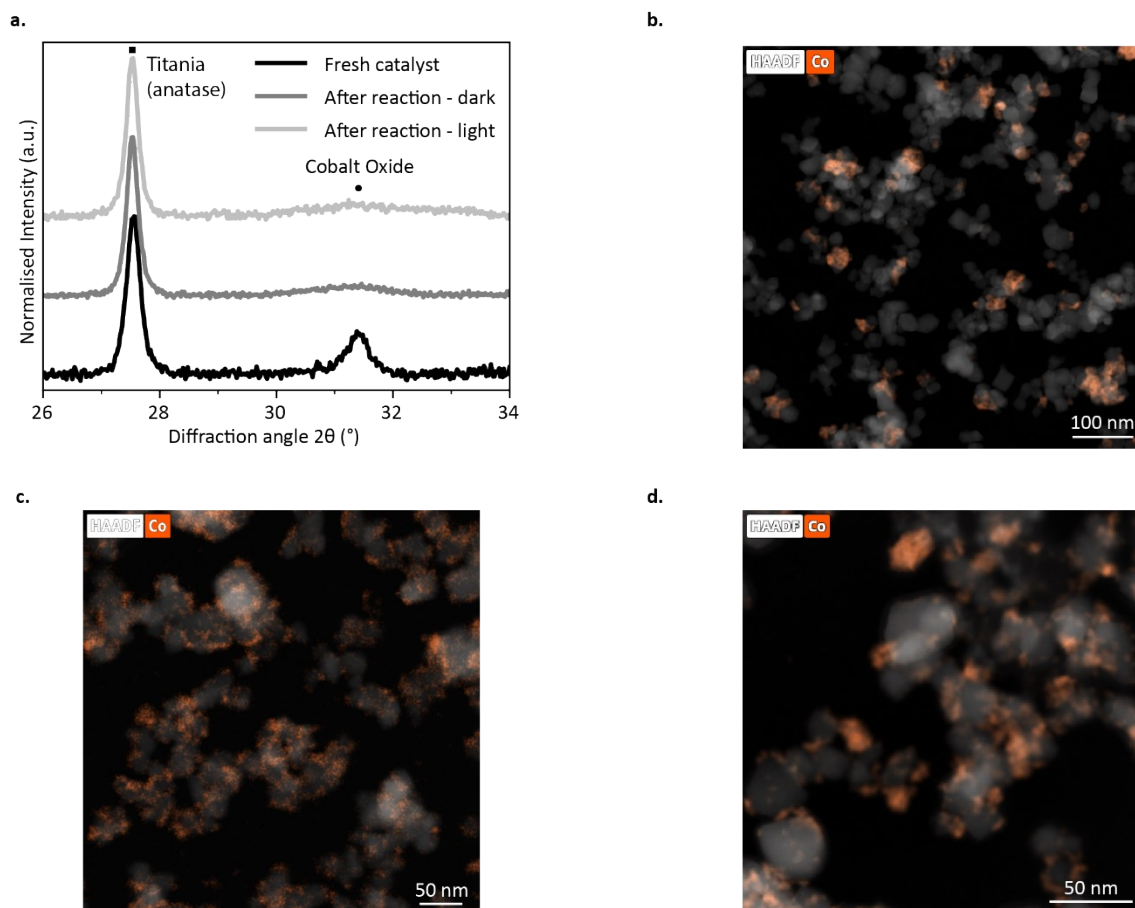 a.
Titania
(anatase)
Fresh catalyst
After reaction - dark
After reaction - light
Cobalt Oxide
Normalised Intensity (a.u.)
26 28 30 32 34
Diffraction angle 2θ (°)
b.
HAADF Co
100 nm
c.
HAADF Co
50 nm
d.
HAADF Co
50 nm